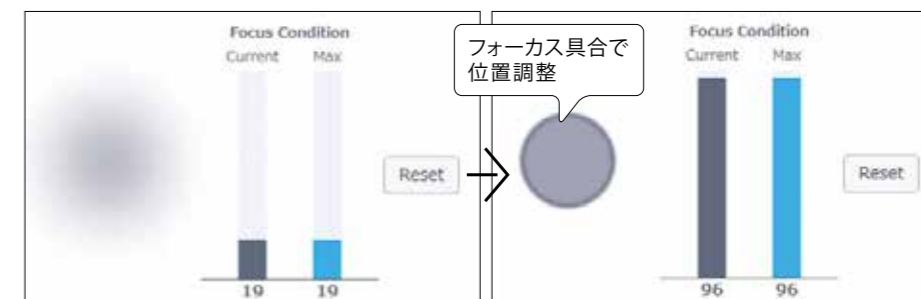 Focus Condition
Current Max
Reset
19 19
フォーカス具合で
位置調整
Focus Condition
Current Max
Reset
96 96